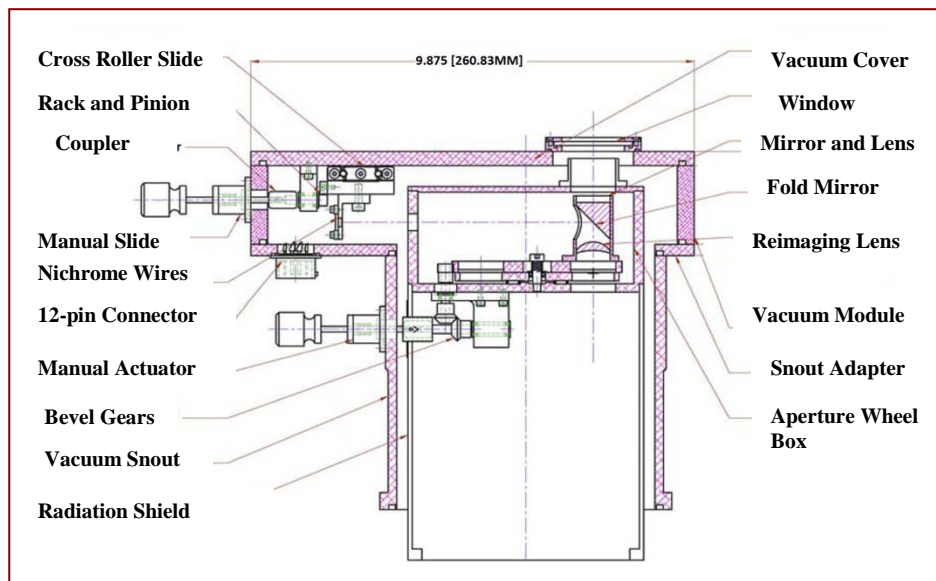 Cross Roller Slide
Rack and Pinion
Coupler
Manual Slide
Nichrome Wires
12-pin Connector
Manual Actuator
Bevel Gears
Vacuum Snout
Radiation Shield
9.875 [260.83MM]
Vacuum Cover
Window
Mirror and Lens
Fold Mirror
Reimaging Lens
Vacuum Module
Snout Adapter
Aperture Wheel
Box